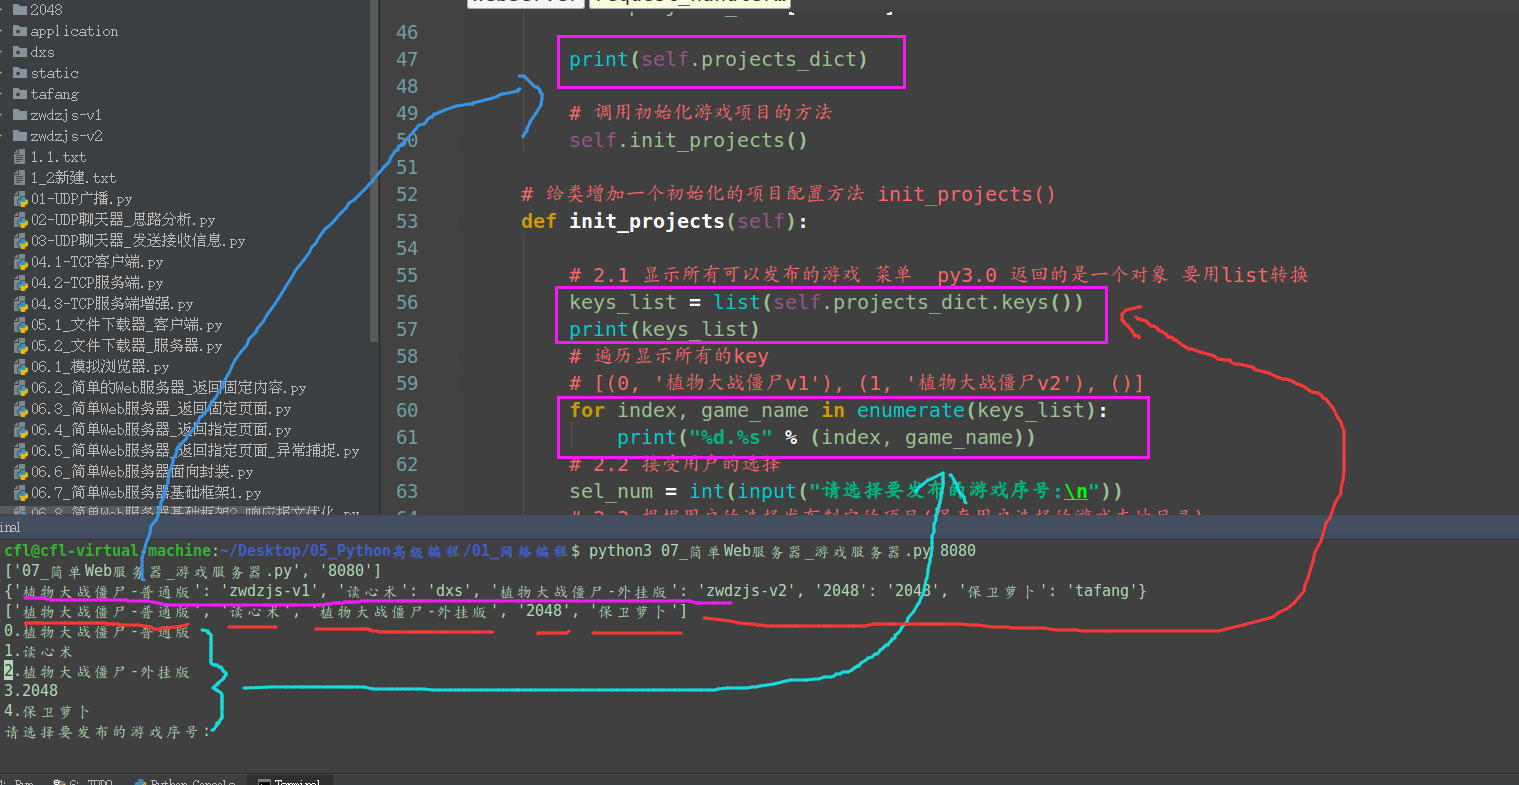 2048
application
dxs
static
tafang
zwdzjs-v1
zwdzjs-v2
1.1.txt
1_2新建.txt
01-UDP广播.py
02-UDP聊天器_思路分析.py
03-UDP聊天器_发送接收信息.py
04.1-TCP客户端.py
04.2-TCP服务端.py
04.3-TCP服务端增强.py
05.1_文件下载器_客户端.py
05.2_文件下载器_服务器.py
06.1_模拟浏览器.py
06.2_简单的Web服务器_返回固定内容.py
06.3_简单Web服务器_返回固定页面.py
06.4_简单Web服务器_返回指定页面.py
06.5_简单Web服务器_返回指定页面_异常捕捉.py
06.6_简单Web服务器面向封装.py
06.7_简单Web服务器基础框架1.py
46
47 print(self.projects_dict)
48
49 # 调用初始化游戏项目的方法
50 self.init_projects()
51
52 # 给类增加一个初始化的项目配置方法 init_projects()
53 def init_projects(self):
54
55 # 2.1 显示所有可以发布的游戏 菜单  py3.0 返回的是一个对象 要用list转换
56 keys_list = list(self.projects_dict.keys())
57 print(keys_list)
58 # 遍历显示所有的key
59 # [(0, '植物大战僵尸v1'), (1, '植物大战僵尸v2'), ()]
60 for index, game_name in enumerate(keys_list):
61 print("%d.%s" % (index, game_name))
62 # 2.2 接受用户的选择
63 sel_num = int(input("请选择要发布的游戏序号:\n"))
cfl@cfl-virtual-machine:~/Desktop/05_Python高级编程/01_网络编程$ python3 07_简单Web服务器_游戏服务器.py 8080
['07_简单Web服务器_游戏服务器.py', '8080']
{'植物大战僵尸-普通版': 'zwdzjs-v1', '读心术': 'dxs', '植物大战僵尸-外挂版': 'zwdzjs-v2', '2048': '2048', '保卫萝卜': 'tafang'}
['植物大战僵尸-普通版', '读心术', '植物大战僵尸-外挂版', '2048', '保卫萝卜']
0.植物大战僵尸-普通版
1.读心术
2.植物大战僵尸-外挂版
3.2048
4.保卫萝卜
请选择要发布的游戏序号: